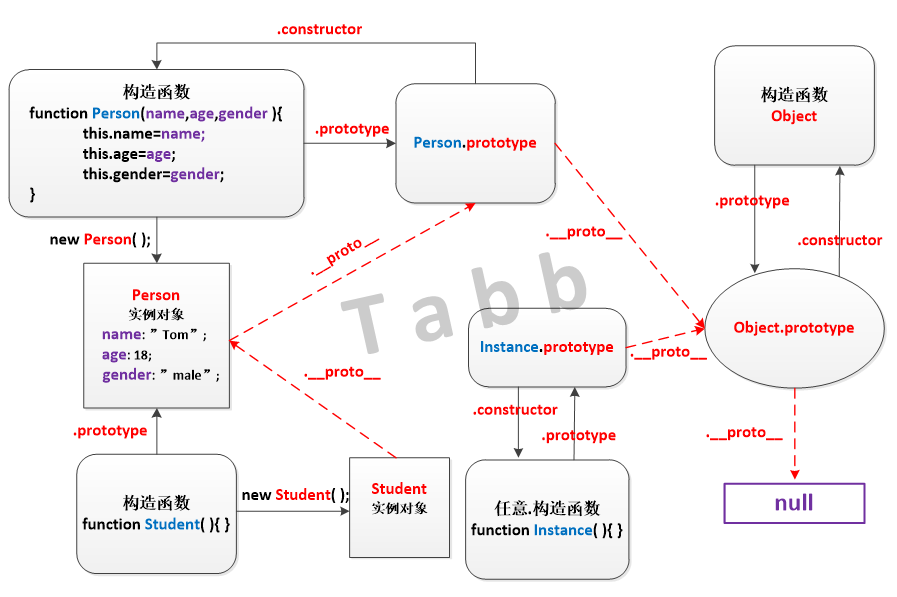 .constructor
构造函数
function Person(name,age,gender ){
this.name=name;
this.age=age;
this.gender=gender;
}
.prototype
Person.prototype
构造函数
Object
.prototype
.constructor
new Person( );
.__proto__
.__proto__
Tabb
Person
实例对象
name: ” Tom” ;
age: 18;
gender: ” male” ;
Instance.prototype
.__proto__
Object.prototype
.__proto__
.constructor
.prototype
.__proto__
.prototype
构造函数
function Student( ){ }
new Student( );
Student
实例对象
任意.构造函数
function Instance( ){ }
null